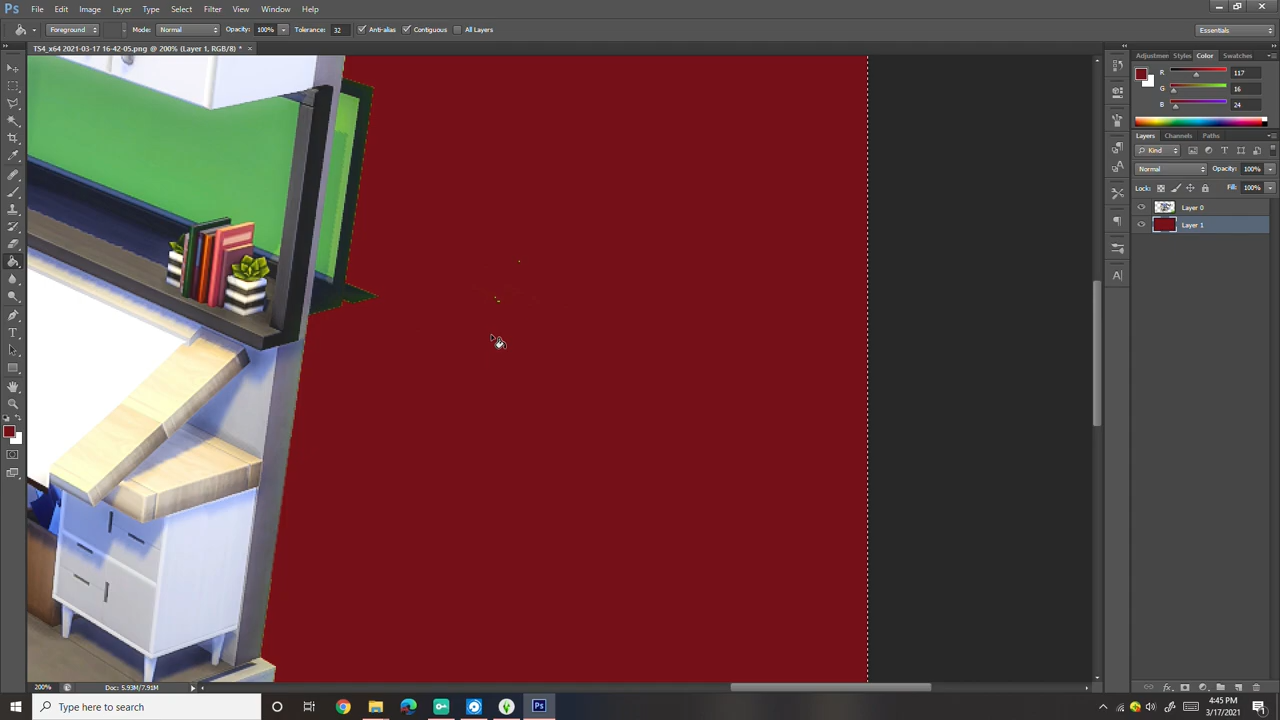 Ps File Edit Image Layer Type Select Filter View Window Help
Foreground Mode: Normal Opacity: 100% Tolerance: 32 Anti-alias Contiguous All Layers Essentials
TS4_x64 2021-03-17 16-42-05.png @ 200% (Layer 1, RGB/8) * ×
Adjustmen Styles Color Swatches
R 117
G 16
B 24
Layers Channels Paths
Kind
Normal Opacity: 100%
Lock: Fill: 100%
Layer 0
Layer 1
200% Doc: 5.93M/7.91M
Type here to search
4:45 PM
3/17/2021